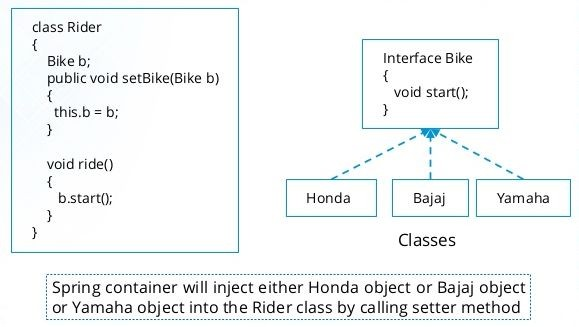 class Rider
{
Bike b;
public void setBike(Bike b)
{
this.b = b;
}
void ride()
{
b.start();
}
}
Interface Bike
{
void start();
}
Honda
Bajaj
Yamaha
Classes
Spring container will inject either Honda object or Bajaj object
or Yamaha object into the Rider class by calling setter method